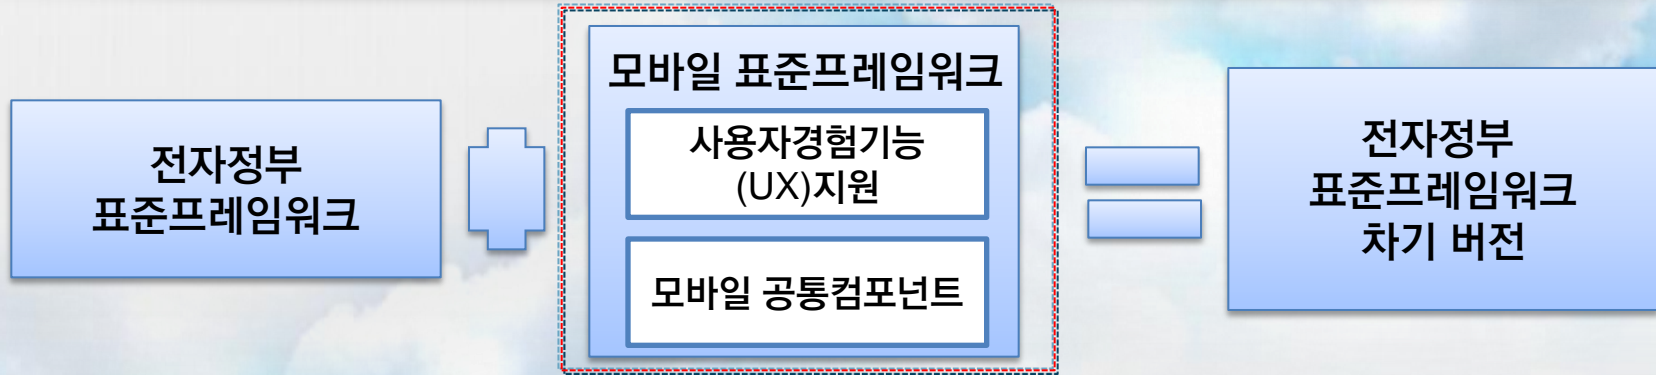 전자정부
표준프레임워크
모바일 표준프레임워크
사용자경험기능
(UX)지원
모바일 공통컴포넌트
전자정부
표준프레임워크
차기 버전